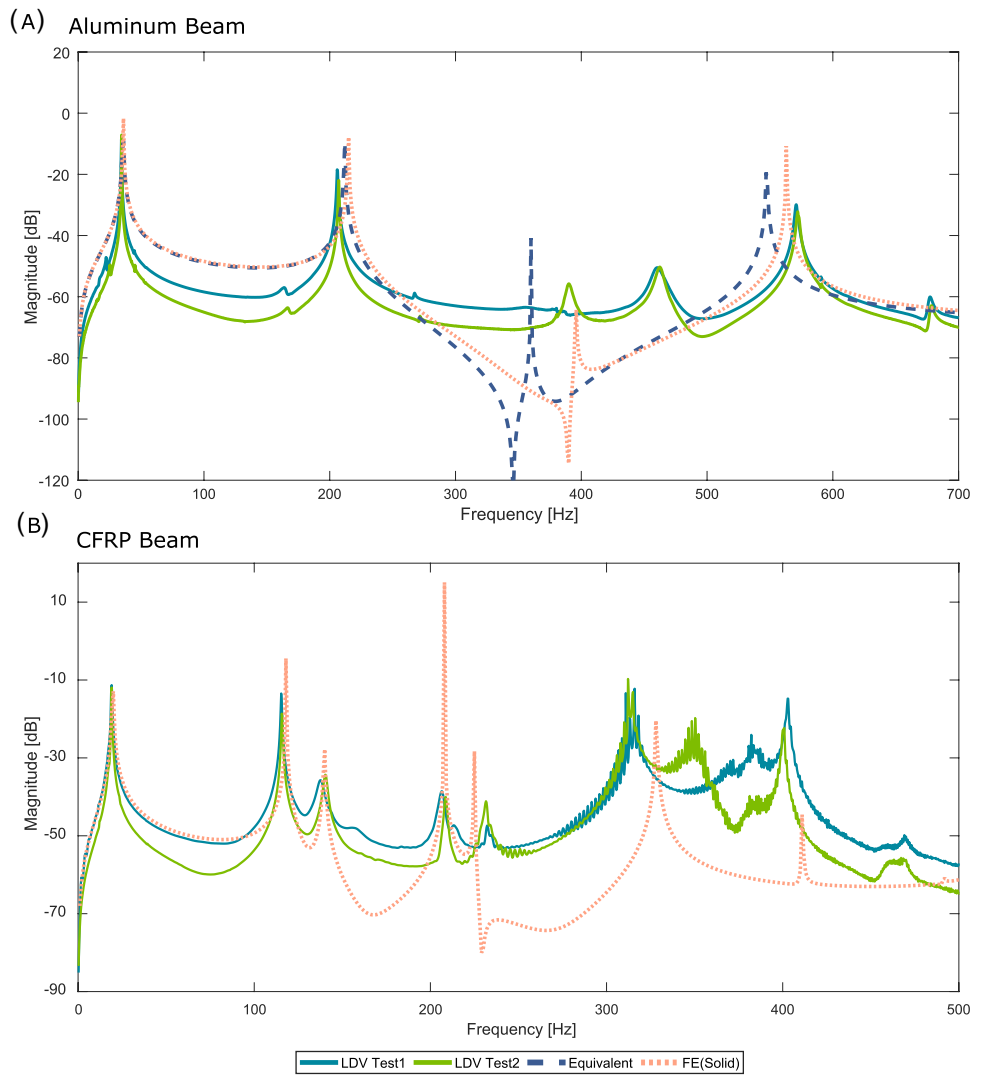 (A) Aluminum Beam
20
0
-20
-40
-60
-80
-100
-120
Magnitude [dB]
0 100 200 300 400 500 600 700
Frequency [Hz]
(B) CFRP Beam
10
-10
-30
-50
-70
-90
Magnitude [dB]
0 100 200 300 400 500
Frequency [Hz]
LDV Test1 LDV Test2 Equivalent FE(Solid)